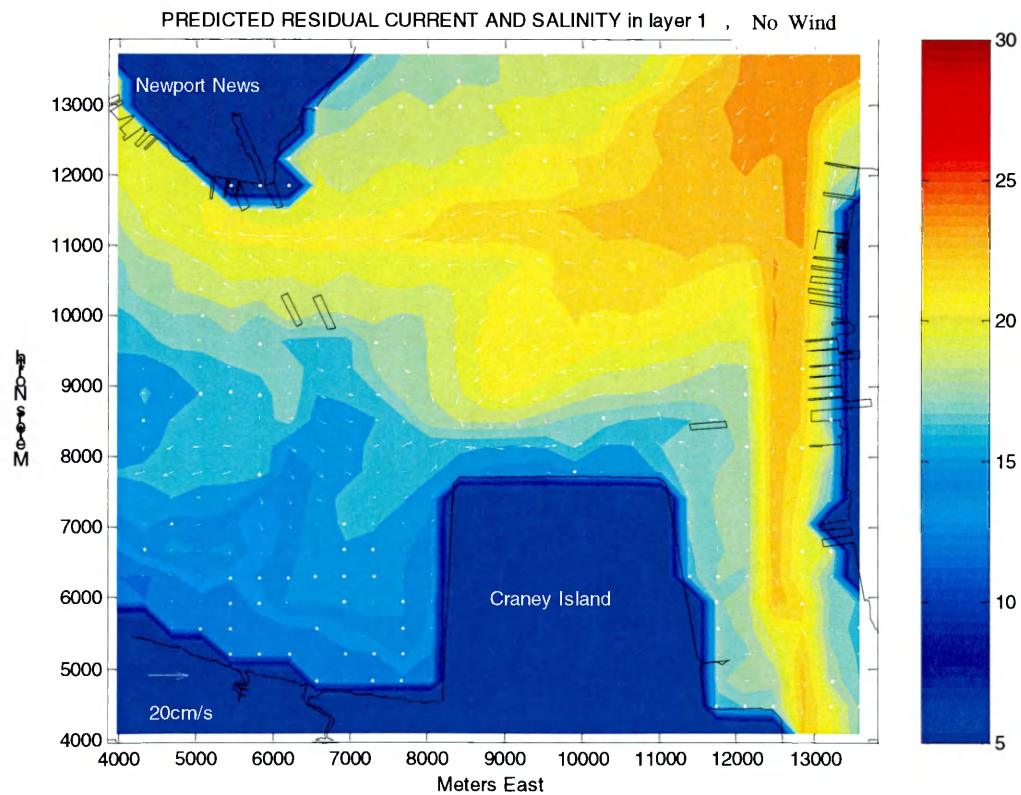 PREDICTED RESIDUAL CURRENT AND SALINITY in layer 1 , No Wind
Newport News
Craney Island
20cm/s
13000
12000
11000
10000
9000
8000
7000
6000
5000
4000
Meters North
4000 5000 6000 7000 8000 9000 10000 11000 12000 13000
Meters East
30
25
20
15
10
5